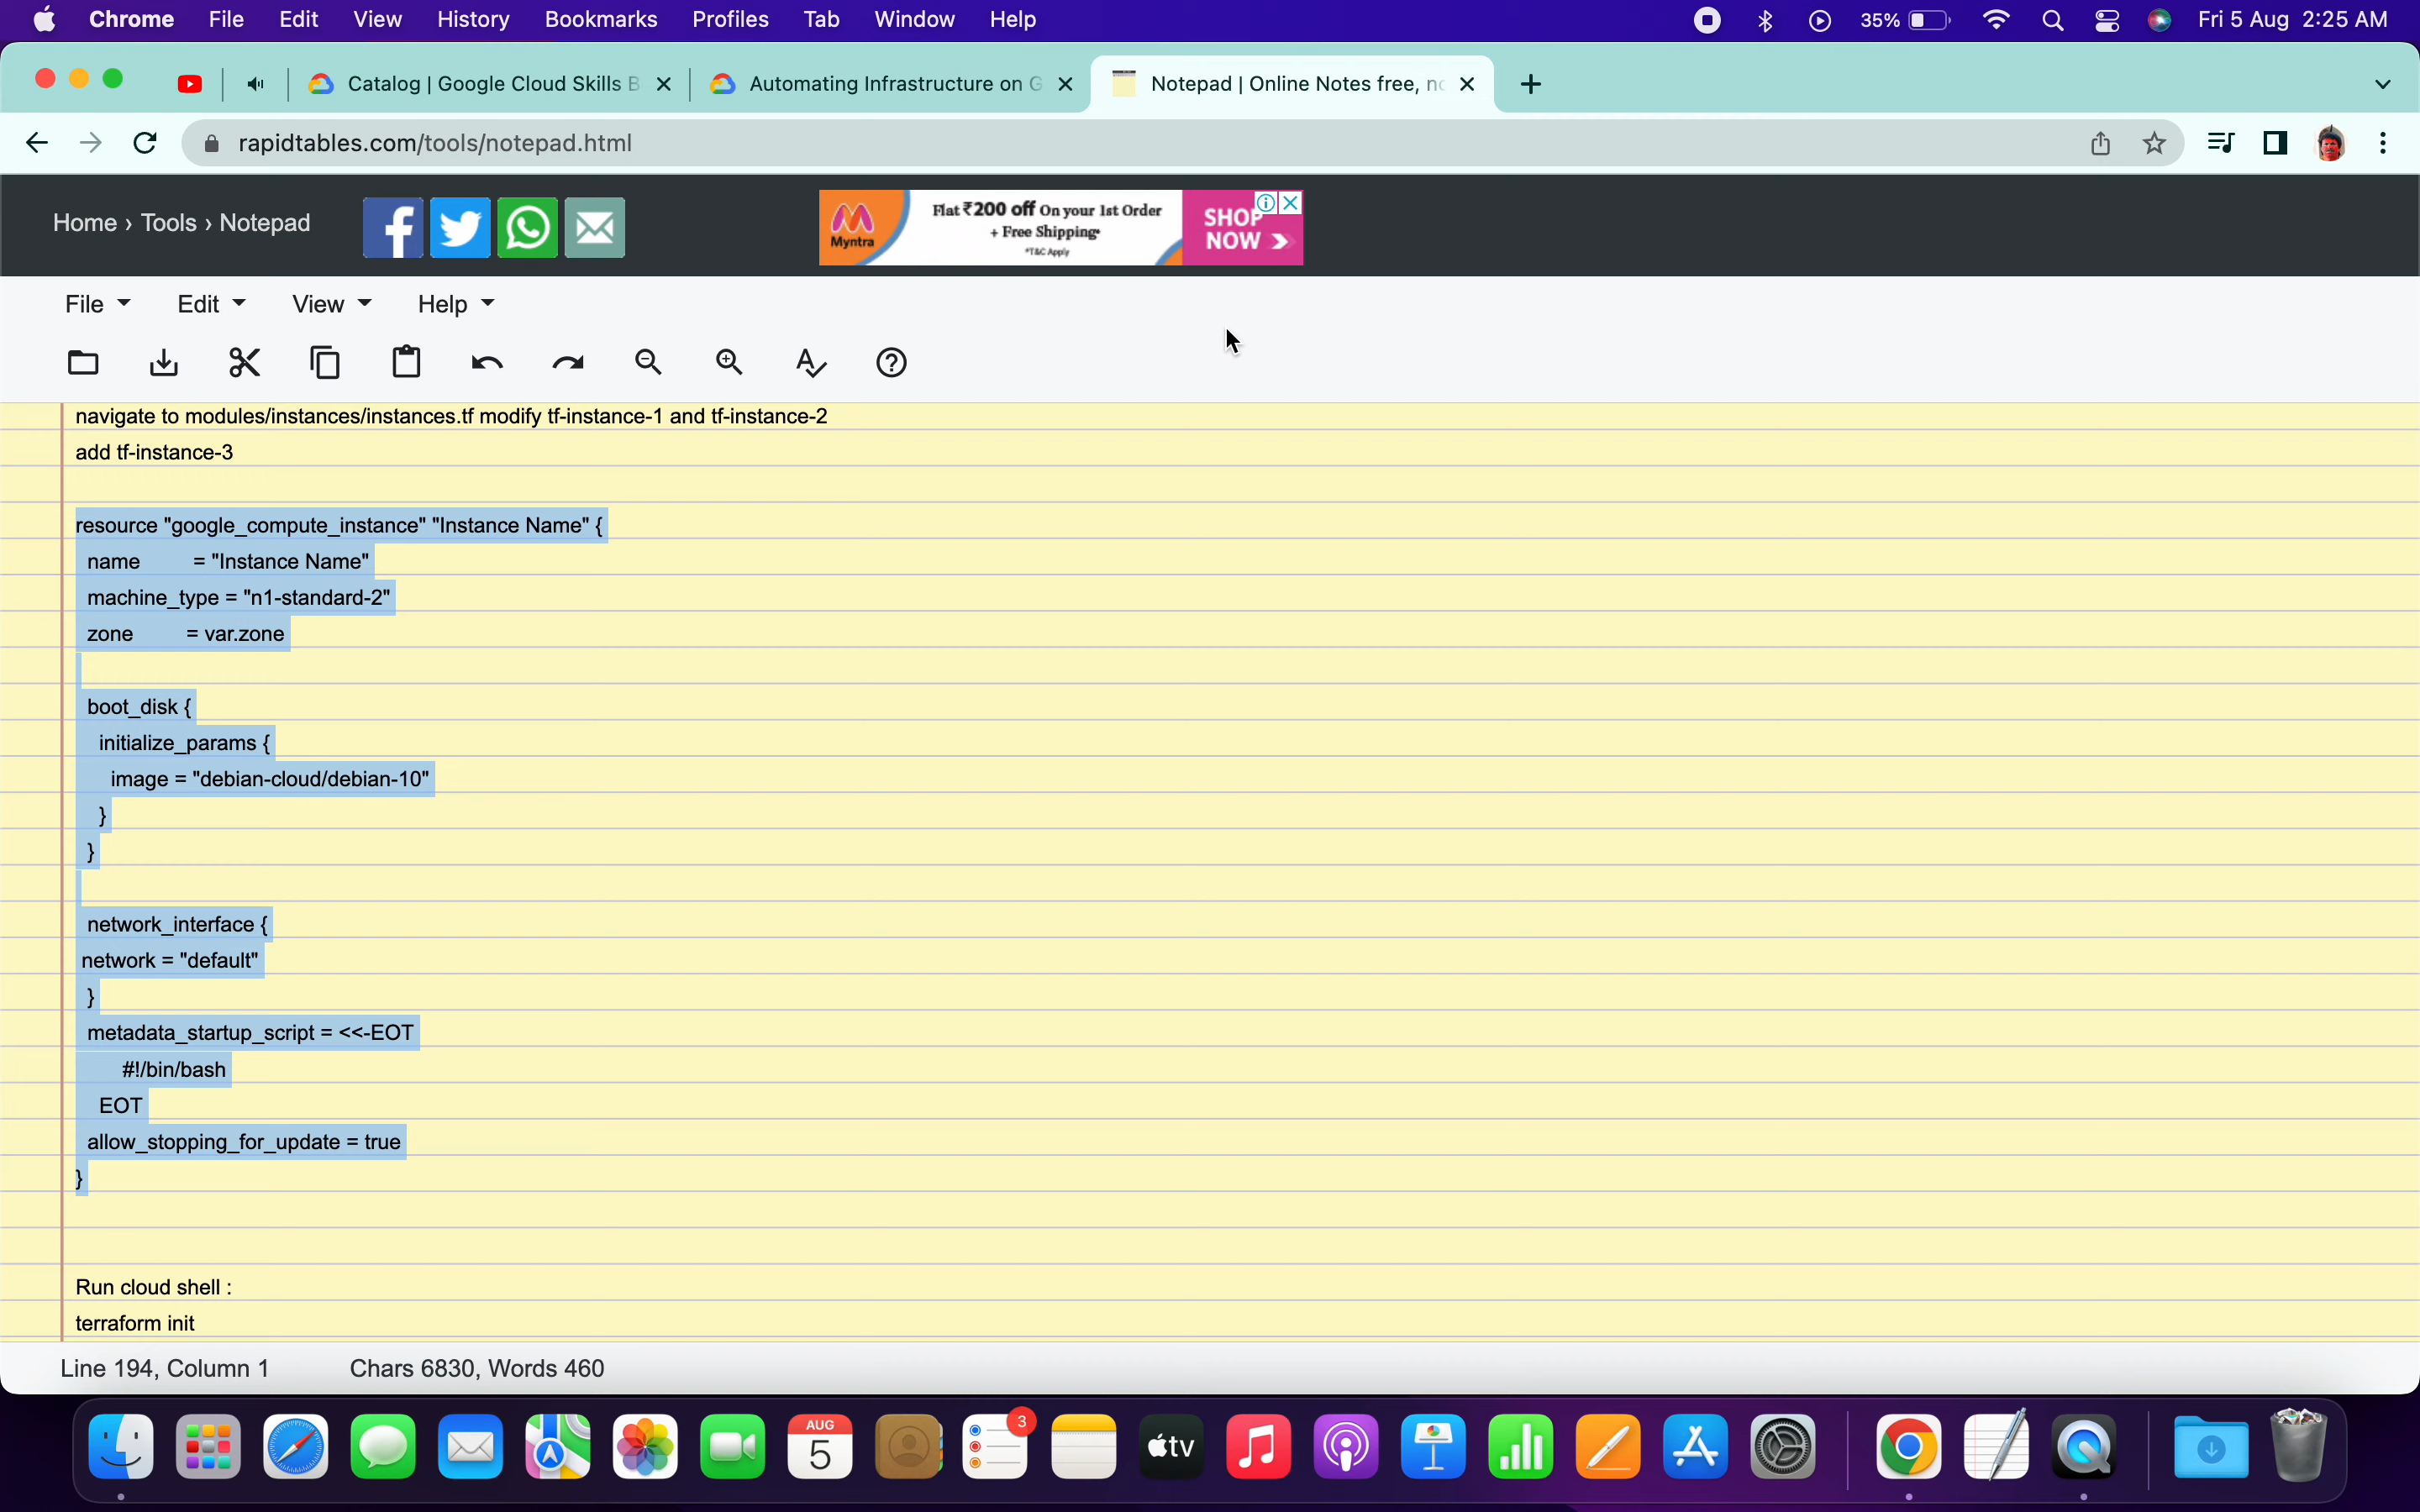 Chrome File Edit View History Bookmarks Profiles Tab Window Help 35% Fri 5 Aug 2:25 AM
Catalog | Google Cloud Skills B Automating Infrastructure on G Notepad | Online Notes free, no
rapidtables.com/tools/notepad.html
Home › Tools › Notepad
Myntra
Flat ₹200 off On your 1st Order
+ Free Shipping*
*T&C Apply
SHOP
NOW
File Edit View Help
navigate to modules/instances/instances.tf modify tf-instance-1 and tf-instance-2
add tf-instance-3
resource "google_compute_instance" "Instance Name" {
name = "Instance Name"
machine_type = "n1-standard-2"
zone = var.zone
boot_disk {
initialize_params {
image = "debian-cloud/debian-10"
}
}
network_interface {
network = "default"
}
metadata_startup_script = <<-EOT
#!/bin/bash
EOT
allow_stopping_for_update = true
}
Run cloud shell :
terraform init
Line 194, Column 1 Chars 6830, Words 460
AUG
5
3
tv